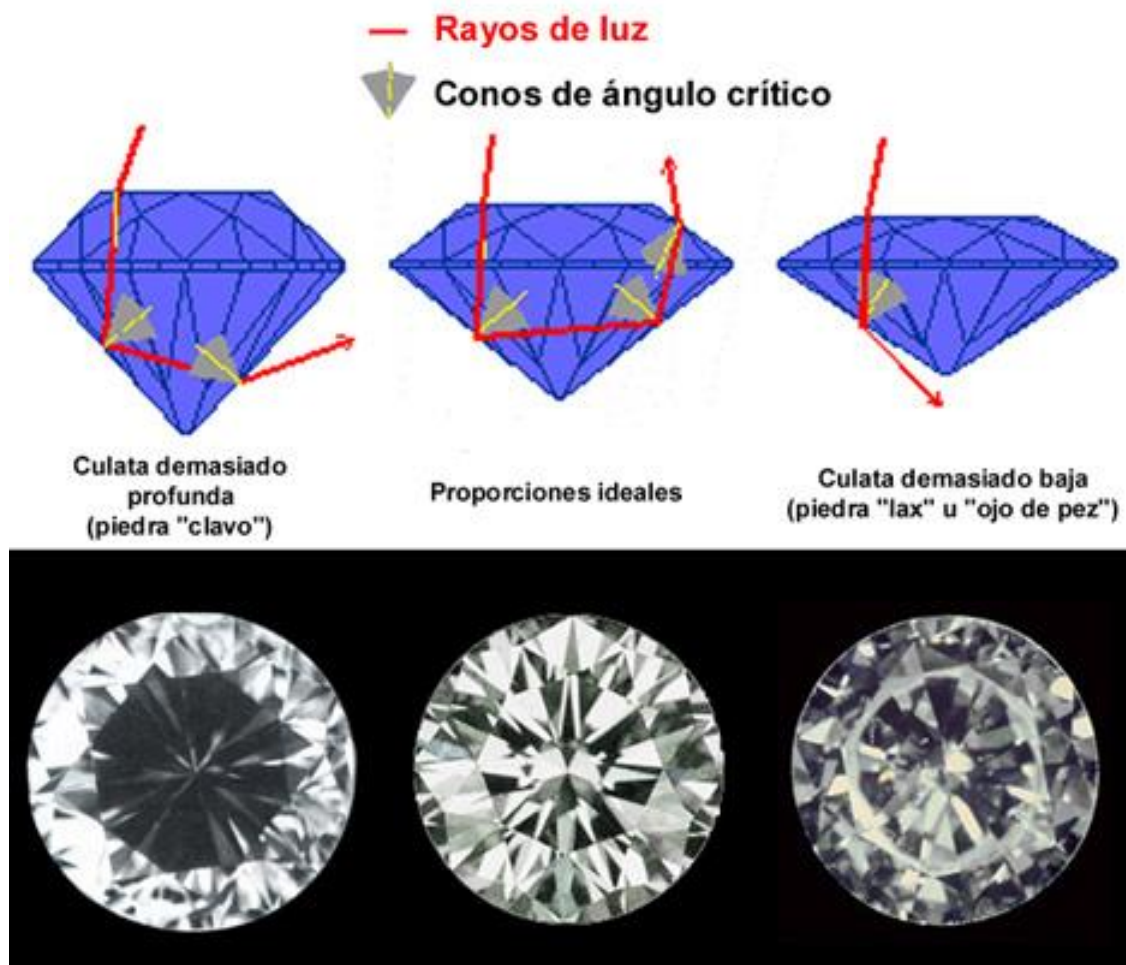 Rayos de luz
Conos de ángulo crítico
Culata demasiado
profunda
(piedra "clavo")
Proporciones ideales
Culata demasiado baja
(piedra "lax" u "ojo de pez")